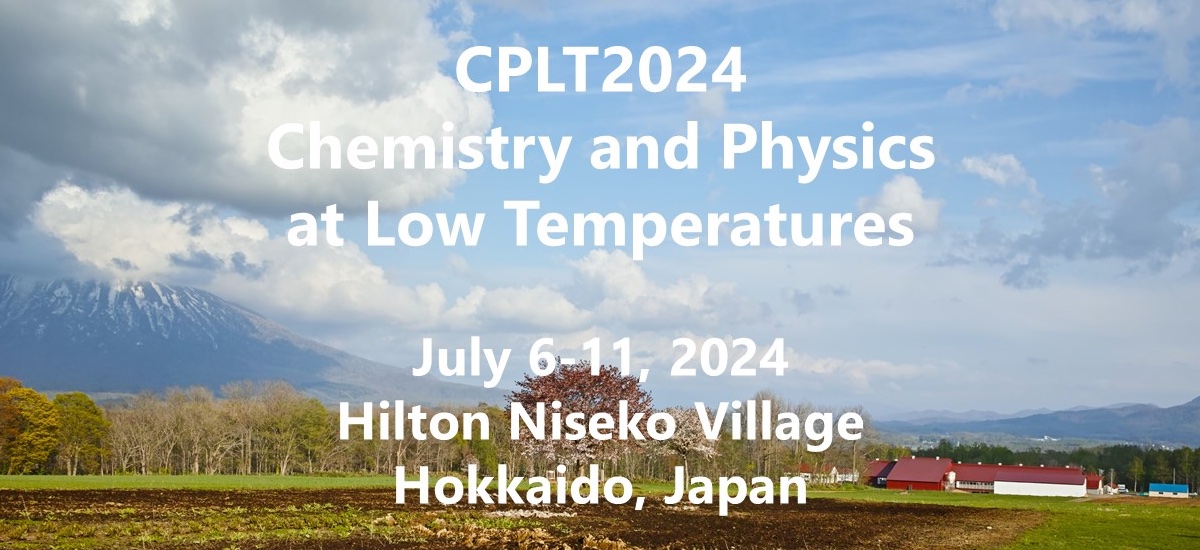 CPLT2024
Chemistry and Physics
at Low Temperatures
July 6-11, 2024
Hilton Niseko Village
Hokkaido, Japan